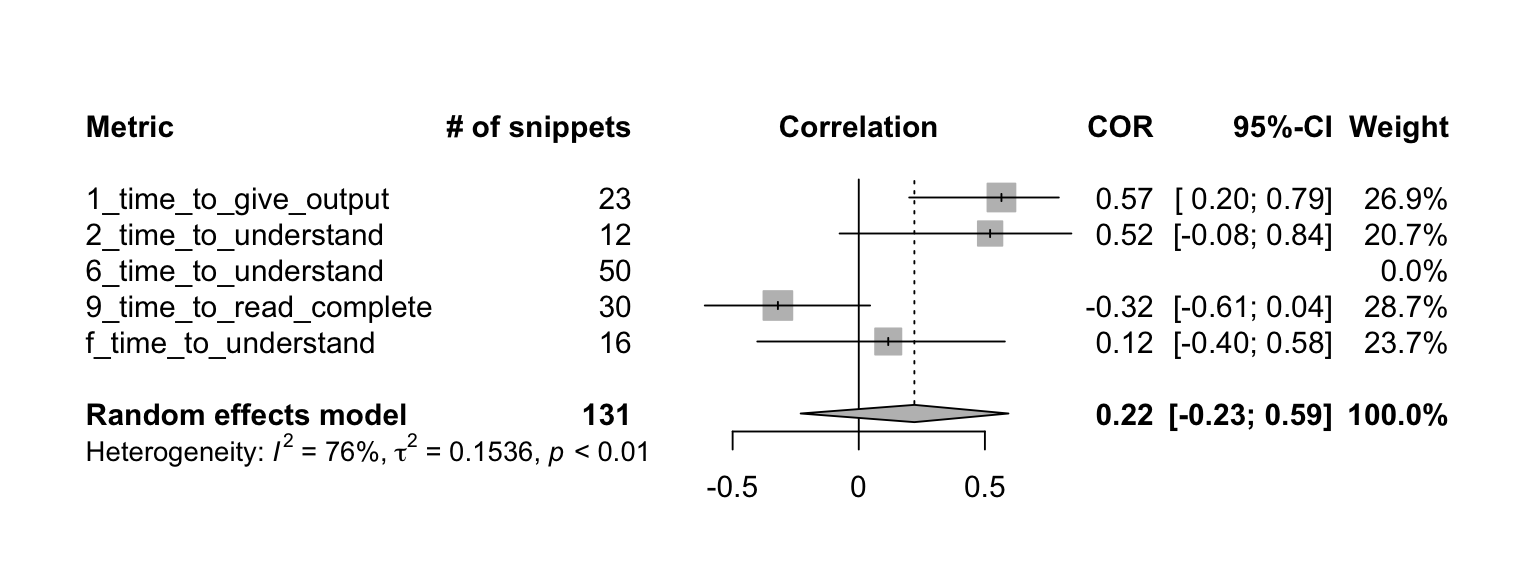 Metric # of snippets Correlation COR 95%-CI Weight
1_time_to_give_output 23 0.57 [ 0.20; 0.79] 26.9%
2_time_to_understand 12 0.52 [-0.08; 0.84] 20.7%
6_time_to_understand 50 0.0%
9_time_to_read_complete 30 -0.32 [-0.61; 0.04] 28.7%
f_time_to_understand 16 0.12 [-0.40; 0.58] 23.7%
Random effects model 131 0.22 [-0.23; 0.59] 100.0%
Heterogeneity: I² = 76%, τ² = 0.1536, p < 0.01
-0.5 0 0.5